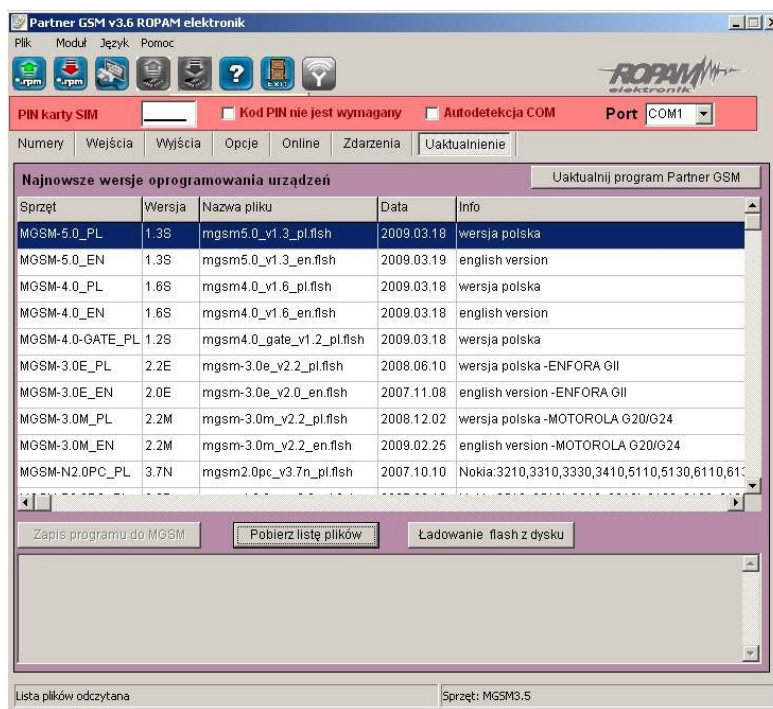 Partner GSM v3.6 ROPAM elektronik
Plik Moduł Język Pomoc
.rpm .rpm ? EXIT
ROPAM
elektronik
PIN karty SIM Kod PIN nie jest wymagany Autodetekcja COM Port COM1
Numery Wejścia Wyjścia Opcje Online Zdarzenia Uaktualnienie
Najnowsze wersje oprogramowania urządzeń Uaktualnij program Partner GSM
Sprzęt Wersja Nazwa pliku Data Info
MGSM-5.0_PL 1.3S mgsm5.0_v1.3_pl.flsh 2009.03.18 wersja polska
MGSM-5.0_EN 1.3S mgsm5.0_v1.3_en.flsh 2009.03.19 english version
MGSM-4.0_PL 1.6S mgsm4.0_v1.6_pl.flsh 2009.03.18 wersja polska
MGSM-4.0_EN 1.6S mgsm4.0_v1.6_en.flsh 2009.03.18 english version
MGSM-4.0-GATE_PL 1.2S mgsm4.0_gate_v1.2_pl.flsh 2009.03.18 wersja polska
MGSM-3.0E_PL 2.2E mgsm-3.0e_v2.2_pl.flsh 2008.06.10 wersja polska -ENFORA GII
MGSM-3.0E_EN 2.0E mgsm-3.0e_v2.0_en.flsh 2007.11.08 english version -ENFORA GII
MGSM-3.0M_PL 2.2M mgsm-3.0m_v2.2_pl.flsh 2008.12.02 wersja polska -MOTOROLA G20/G24
MGSM-3.0M_EN 2.2M mgsm-3.0m_v2.2_en.flsh 2009.02.25 english version -MOTOROLA G20/G24
MGSM-N2.0PC_PL 3.7N mgsm2.0pc_v3.7n_pl.flsh 2007.10.10 Nokia:3210,3310,3330,3410,5110,5130,6110,613
Zapis programu do MGSM Pobierz listę plików Ładowanie flash z dysku
Lista plików odczytana Sprzęt: MGSM3.5